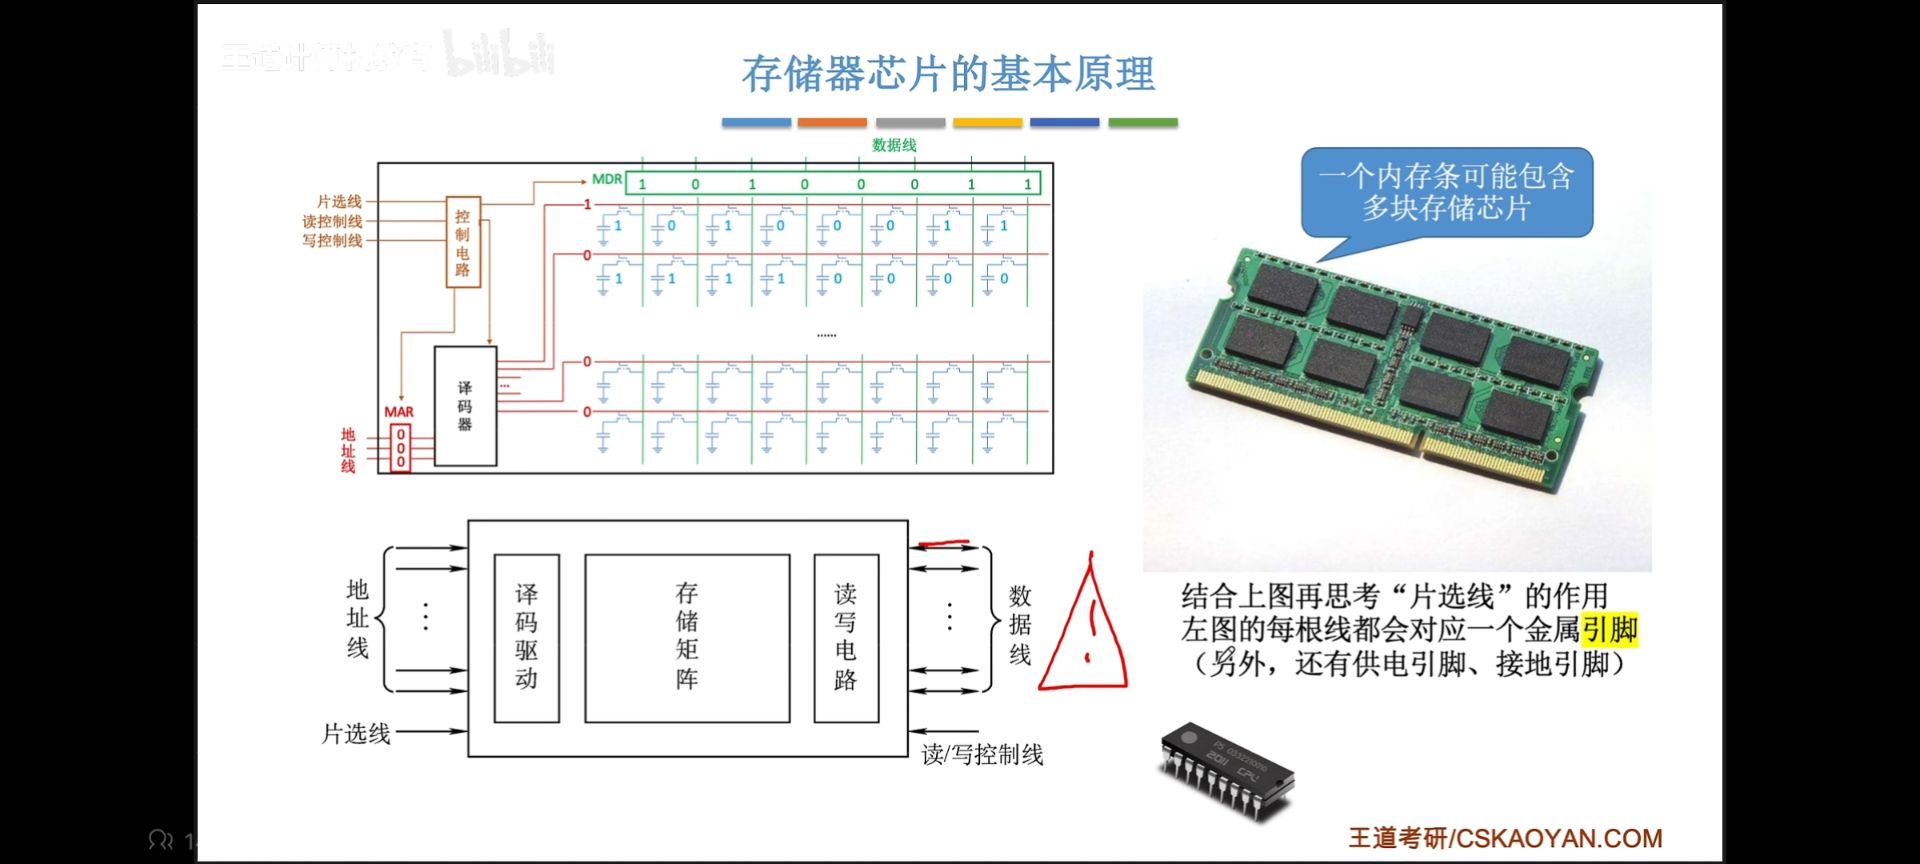 bilibili
存储器芯片的基本原理
数据线
MDR 1 0 1 0 0 0 1 1
片选线
读控制线
写控制线
控制电路
1
1 0 1 0 0 0 1 1
0
1 1 1 1 0 0 0 0
......
0
0
译码器
...
MAR
0
0
0
地址线
一个内存条可能包含
多块存储芯片
地址线
译码驱动
存储矩阵
读写电路
数据线
片选线
读/写控制线
结合上图再思考“片选线”的作用
左图的每根线都会对应一个金属引脚
（另外，还有供电引脚、接地引脚）
2011
CPU
王道考研/CSKAOYAN.COM